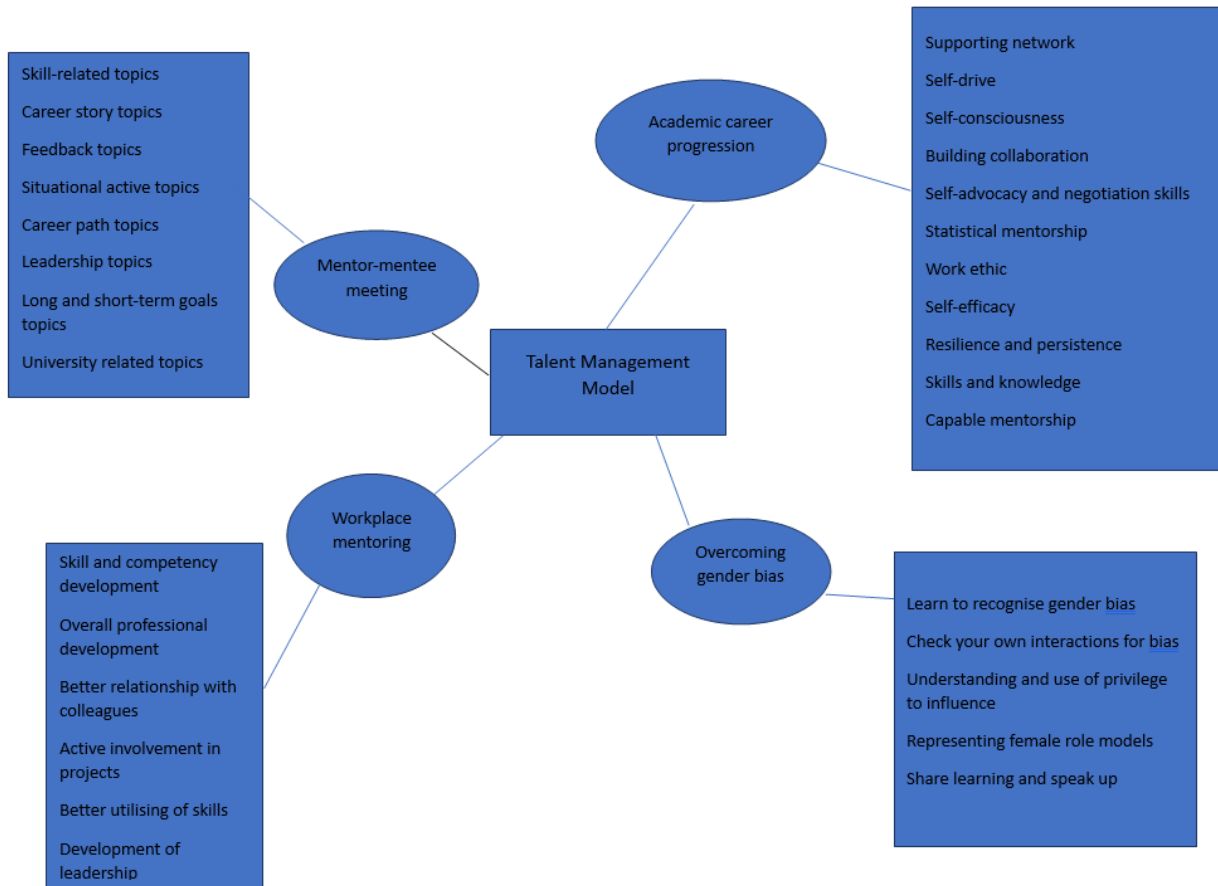 Skill-related topics
Career story topics
Feedback topics
Situational active topics
Career path topics
Leadership topics
Long and short-term goals
topics
University related topics
Mentor-mentee
meeting
Academic career
progression
Supporting network
Self-drive
Self-consciousness
Building collaboration
Self-advocacy and negotiation skills
Statistical mentorship
Work ethic
Self-efficacy
Resilience and persistence
Skills and knowledge
Capable mentorship
Talent Management
Model
Workplace
mentoring
Skill and competency
development
Overall professional
development
Better relationship with
colleagues
Active involvement in
projects
Better utilising of skills
Development of
leadership
Overcoming
gender bias
Learn to recognise gender bias
Check your own interactions for bias
Understanding and use of privilege
to influence
Representing female role models
Share learning and speak up